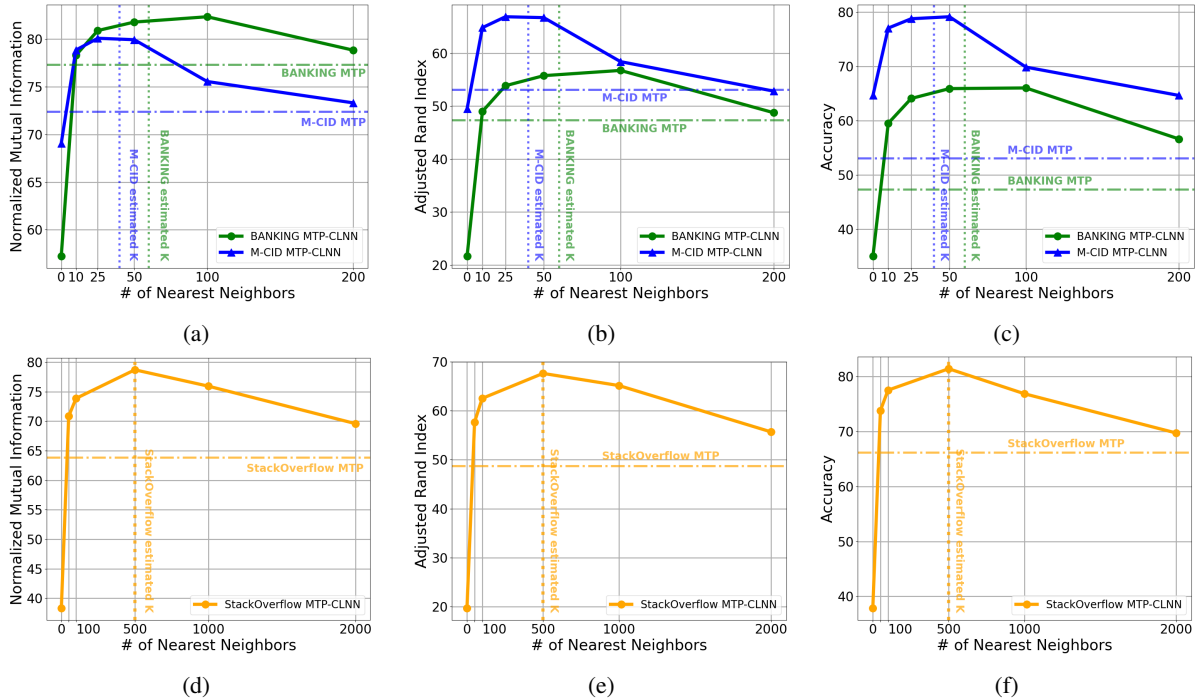 Normalized Mutual Information
80
75
70
65
60
BANKING MTP
M-CID MTP
M-CID estimated K
BANKING estimated K
BANKING MTP-CLNN
M-CID MTP-CLNN
0 10 25 50 100 200
# of Nearest Neighbors
(a)
Adjusted Rand Index
60
50
40
30
20
M-CID MTP
BANKING MTP
M-CID estimated K
BANKING estimated K
BANKING MTP-CLNN
M-CID MTP-CLNN
0 10 25 50 100 200
# of Nearest Neighbors
(b)
Accuracy
80
70
60
50
40
M-CID MTP
BANKING MTP
M-CID estimated K
BANKING estimated K
BANKING MTP-CLNN
M-CID MTP-CLNN
0 10 25 50 100 200
# of Nearest Neighbors
(c)
Normalized Mutual Information
80
75
70
65
60
55
50
45
40
StackOverflow MTP
StackOverflow estimated K
StackOverflow MTP-CLNN
0 100 500 1000 2000
# of Nearest Neighbors
(d)
Adjusted Rand Index
70
60
50
40
30
20
StackOverflow MTP
StackOverflow estimated K
StackOverflow MTP-CLNN
0 100 500 1000 2000
# of Nearest Neighbors
(e)
Accuracy
80
70
60
50
40
StackOverflow MTP
StackOverflow estimated K
StackOverflow MTP-CLNN
0 100 500 1000 2000
# of Nearest Neighbors
(f)